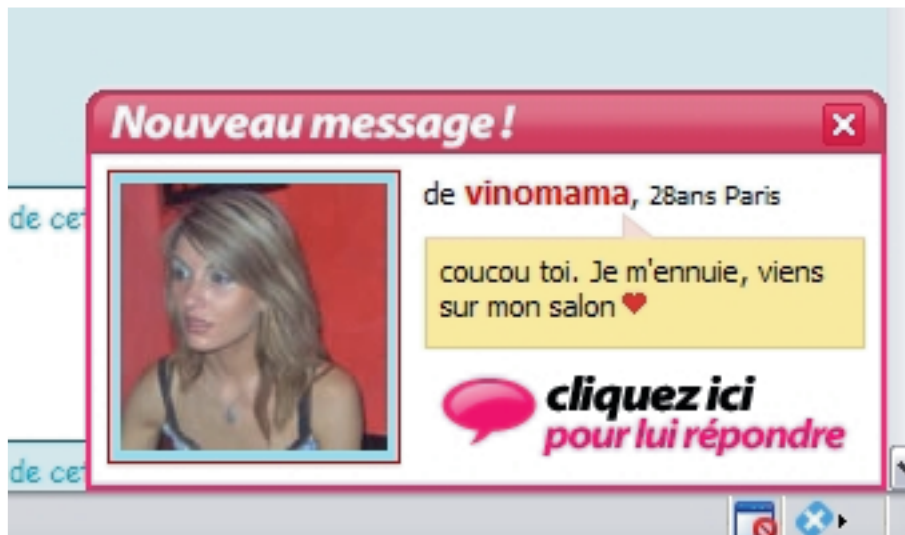 Nouveau message !
de vinomama, 28ans Paris
de cet
coucou toi. Je m'ennuie, viens
sur mon salon
cliquez ici
pour lui répondre
de cet